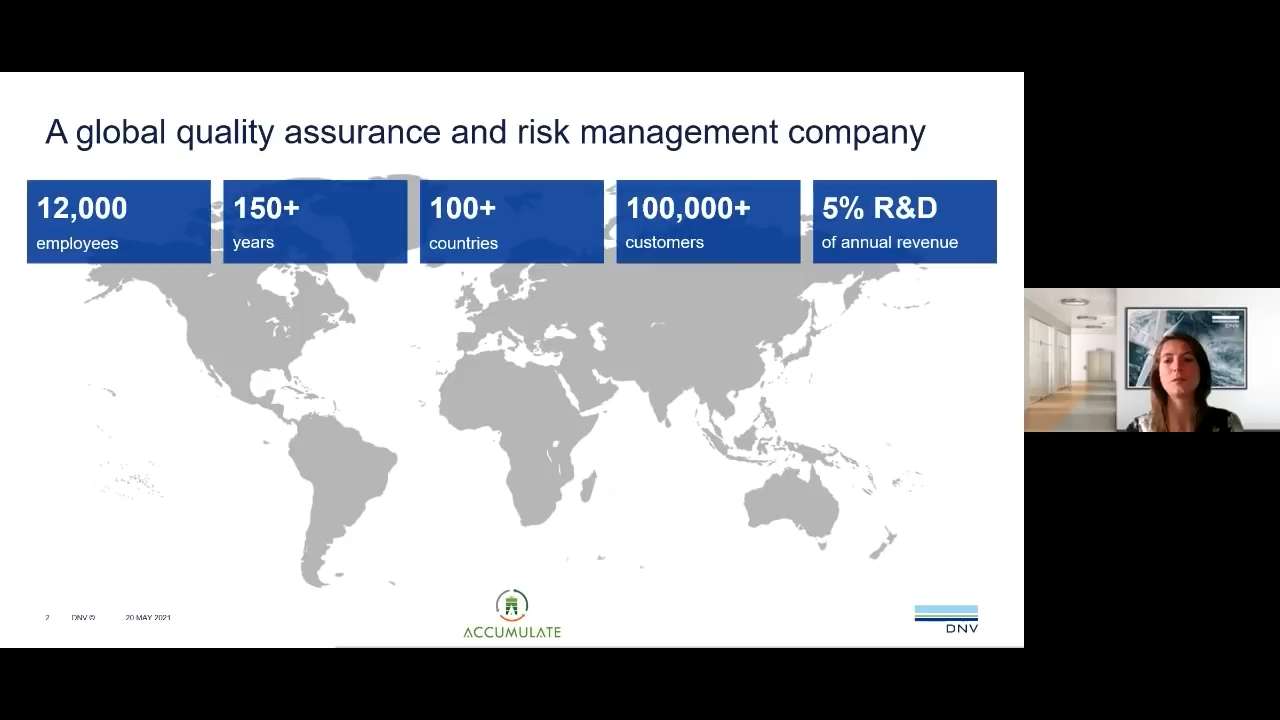 A global quality assurance and risk management company
12,000
employees
150+
years
100+
countries
100,000+
customers
5% R&D
of annual revenue
DNV
2
DNV ©
20 MAY 2021
ACCUMULATE
DNV